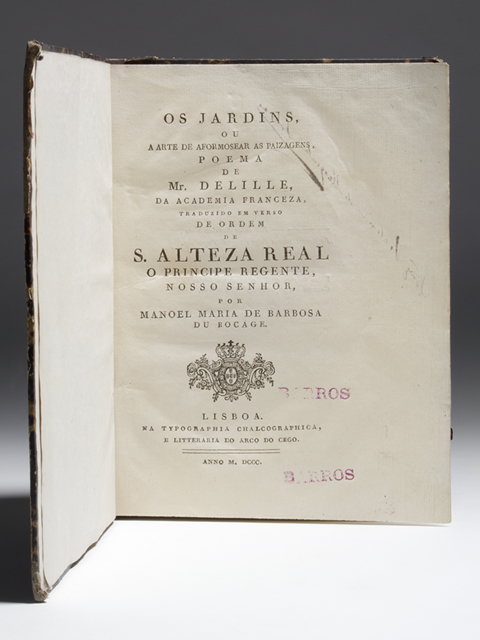 OS JARDINS,
OU
A ARTE DE AFORMOSEAR AS PAIZAGENS,
POEMA
DE
Mr. DELILLE,
DA ACADEMIA FRANCEZA,
TRADUZIDO EM VERSO
DE ORDEM
DE
S. ALTEZA REAL
O PRINCIPE REGENTE,
NOSSO SENHOR,
POR
MANOEL MARIA DE BARBOSA
DU BOCAGE.
BARROS
LISBOA.
NA TYPOGRAPHIA CHALCOGRAPHICA,
E LITTERARIA DO ARCO DO CEGO.
ANNO M, DCCC.
BARROS